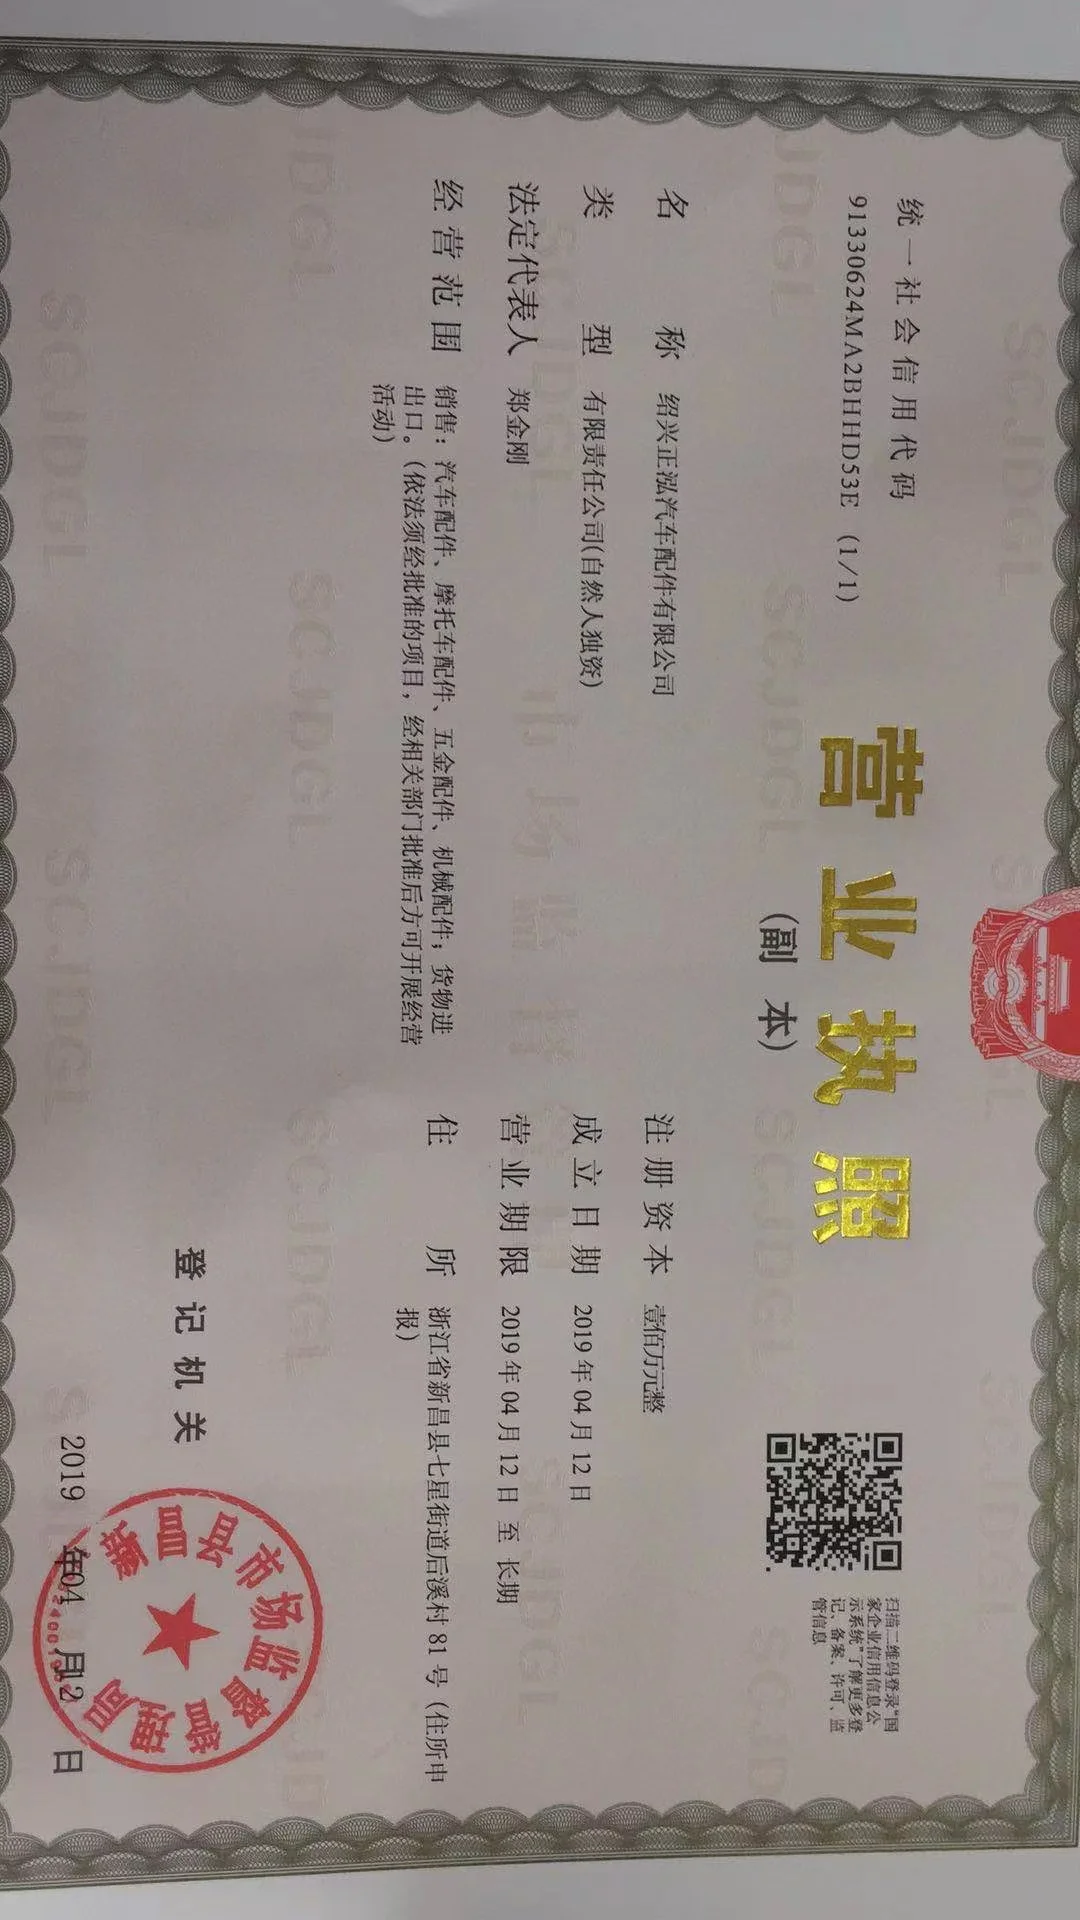 统一社会信用代码
91330624MA2BHHD53E (1/1)
营业执照
(副 本)
扫描二维码登录“国
家企业信用信息公
示系统”了解更多登
记、备案、许可、监
管信息
名 称 绍兴正泓汽车配件有限公司
类 型 有限责任公司(自然人独资)
法定代表人 郑金刚
经营范围 销售：汽车配件、摩托车配件、五金配件、机械配件；货物进
出口。（依法须经批准的项目，经相关部门批准后方可开展经营
活动）
注册资本 壹佰万元整
成立日期 2019年04月12日
营业期限 2019年04月12日 至 长期
住 所 浙江省新昌县七星街道后溪村81号（住所申
报）
登记机关
新昌县市场监督管理局
2019 年04 月12 日
SCJDGL
市场监督管理